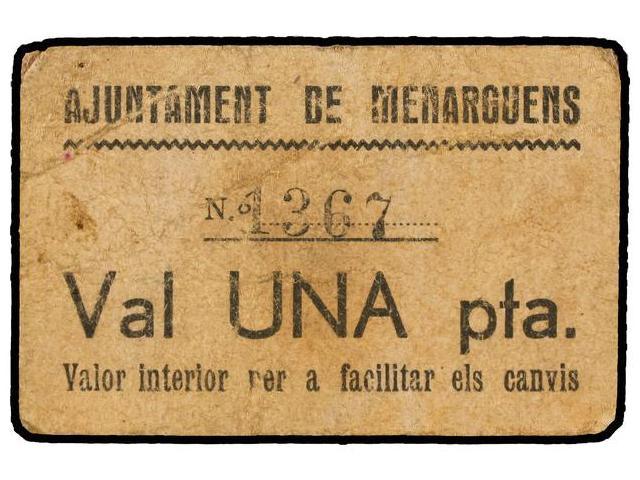 AJUNTAMENT DE MENARGUENS
N.º 1367
Val UNA pta.
Valor interior per a facilitar els canvis